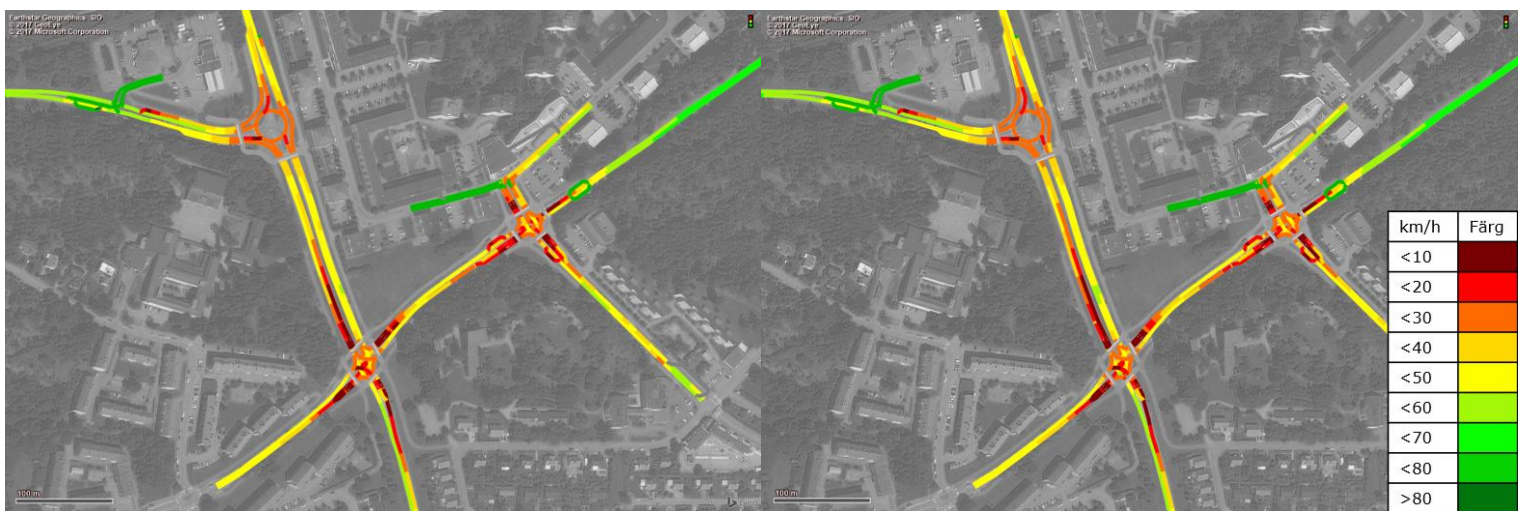 Earthstar Geographics SIO
© 2017 GeoEye
© 2017 Microsoft Corporation
Earthstar Geographics SIO
© 2017 GeoEye
© 2017 Microsoft Corporation
km/h Färg
<10
<20
<30
<40
<50
<60
<70
<80
>80
100 m
100 m